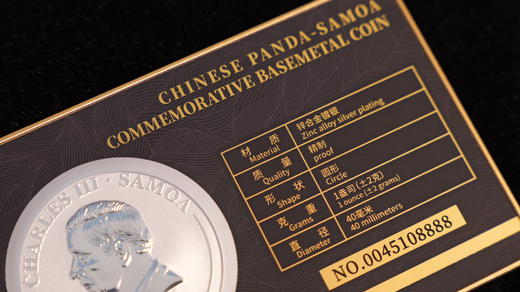 CHINESE PANDA-SAMOA
COMMEMORATIVE BASEMETAL COIN
材 质 锌合金镀银
Material Zinc alloy silver plating
质 量 精制
Quality proof
形 状 圆形
Shape Circle
克 重 1盎司(±2克)
Grams 1 ounce (±2 grams)
直 径 40毫米
Diameter 40 millimeters
NO.0045108888
CHARLES III · SAMOA